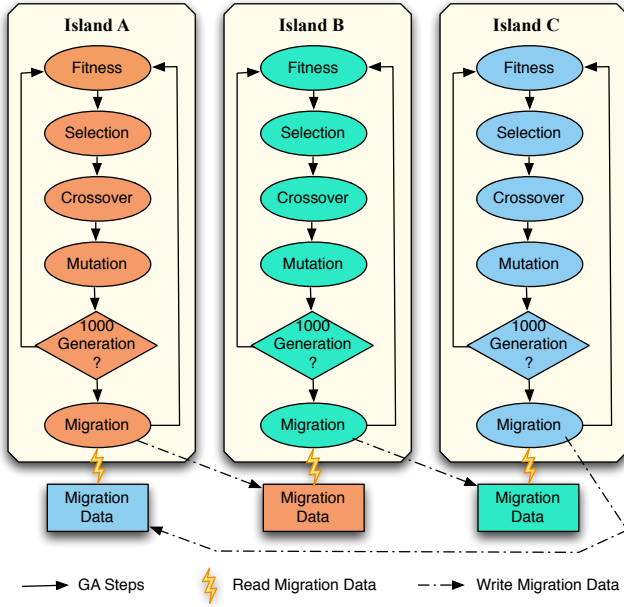 Island A
Fitness
Selection
Crossover
Mutation
1000
Generation
?
Migration
Migration
Data
Island B
Fitness
Selection
Crossover
Mutation
1000
Generation
?
Migration
Migration
Data
Island C
Fitness
Selection
Crossover
Mutation
1000
Generation
?
Migration
Migration
Data
GA Steps
Read Migration Data
Write Migration Data